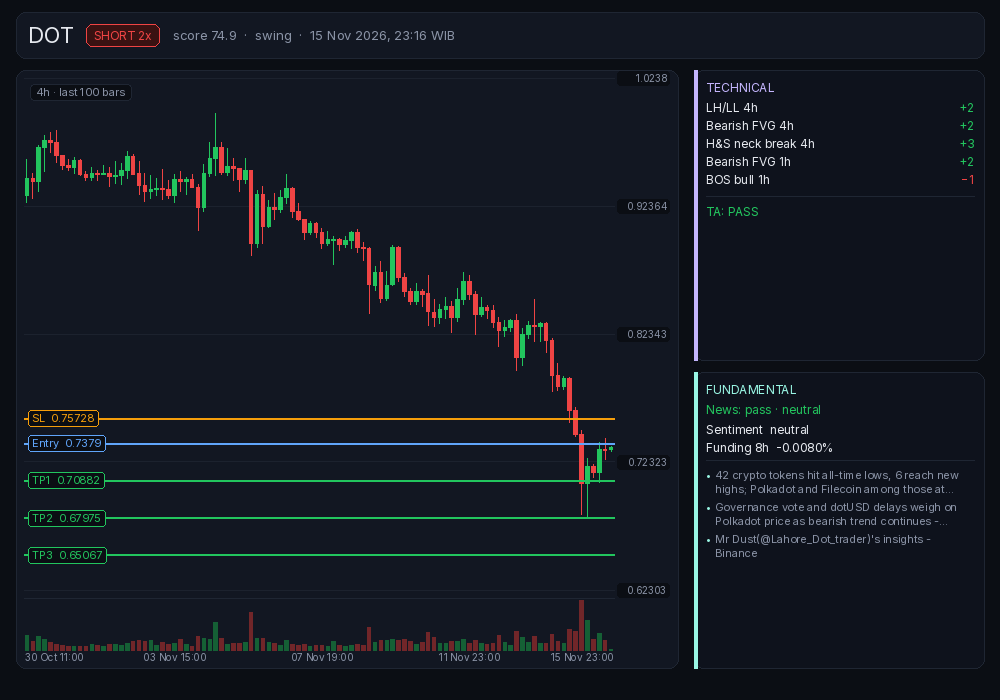 DOT SHORT 2x score 74.9 · swing · 15 Nov 2026, 23:16 WIB
4h · last 100 bars
1.0238
0.92364
0.82343
0.72323
0.62303
SL 0.75728
Entry 0.7379
TP1 0.70882
TP2 0.67975
TP3 0.65067
30 Oct 11:00 03 Nov 15:00 07 Nov 19:00 11 Nov 23:00 15 Nov 23:00
TECHNICAL
LH/LL 4h +2
Bearish FVG 4h +2
H&S neck break 4h +3
Bearish FVG 1h +2
BOS bull 1h −1
TA: PASS
FUNDAMENTAL
News: pass · neutral
Sentiment neutral
Funding 8h -0.0080%
• 42 crypto tokens hit all-time lows, 6 reach new
highs; Polkadot and Filecoin among those at…
• Governance vote and dotUSD delays weigh on
Polkadot price as bearish trend continues -…
• Mr Dust(@Lahore_Dot_trader)'s insights -
Binance